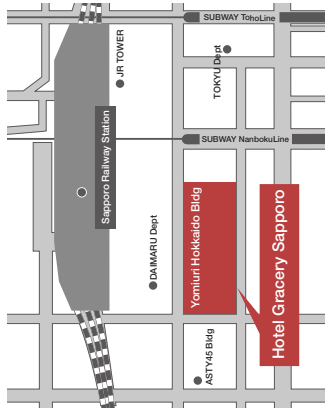 SUBWAY TohoLine
JR TOWER
TOKYU Dept
Sapporo Railway Station
SUBWAY NanbokuLine
DAIMARU Dept
Yomiuri Hokkaido Bldg
Hotel Gracery Sapporo
ASTY45 Bldg